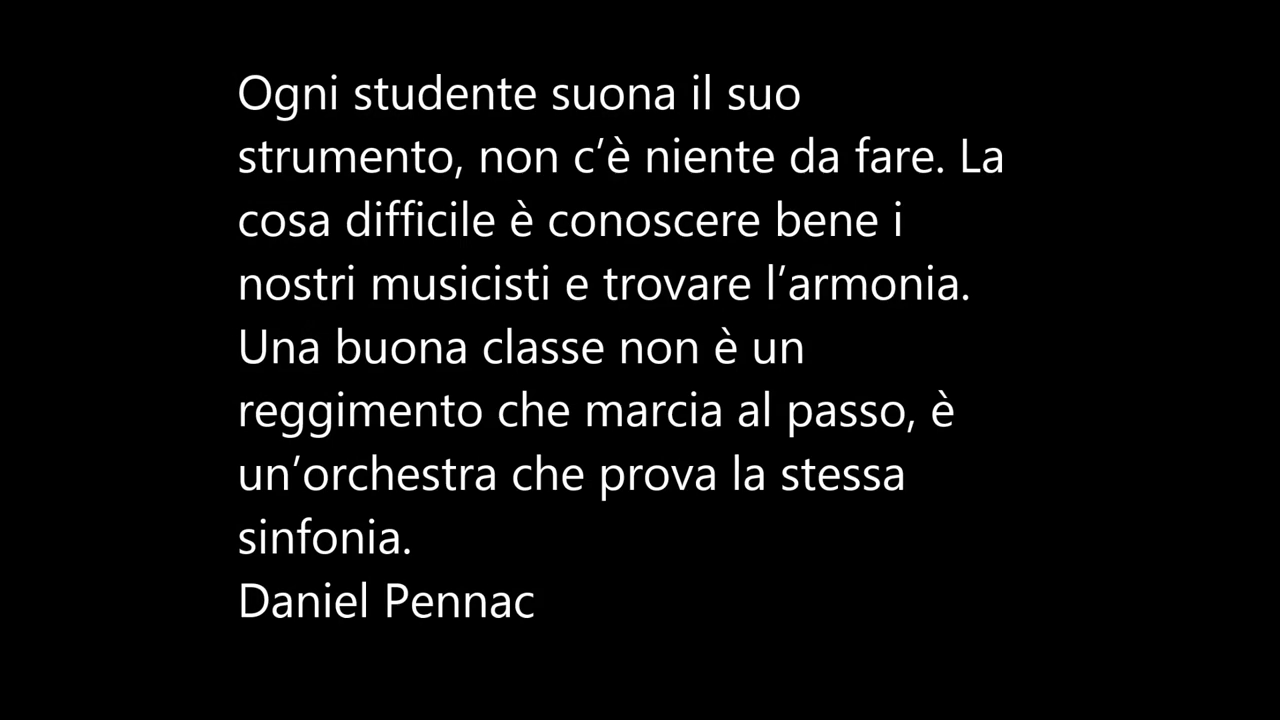 Ogni studente suona il suo
strumento, non c’è niente da fare. La
cosa difficile è conoscere bene i
nostri musicisti e trovare l’armonia.
Una buona classe non è un
reggimento che marcia al passo, è
un’orchestra che prova la stessa
sinfonia.
Daniel Pennac